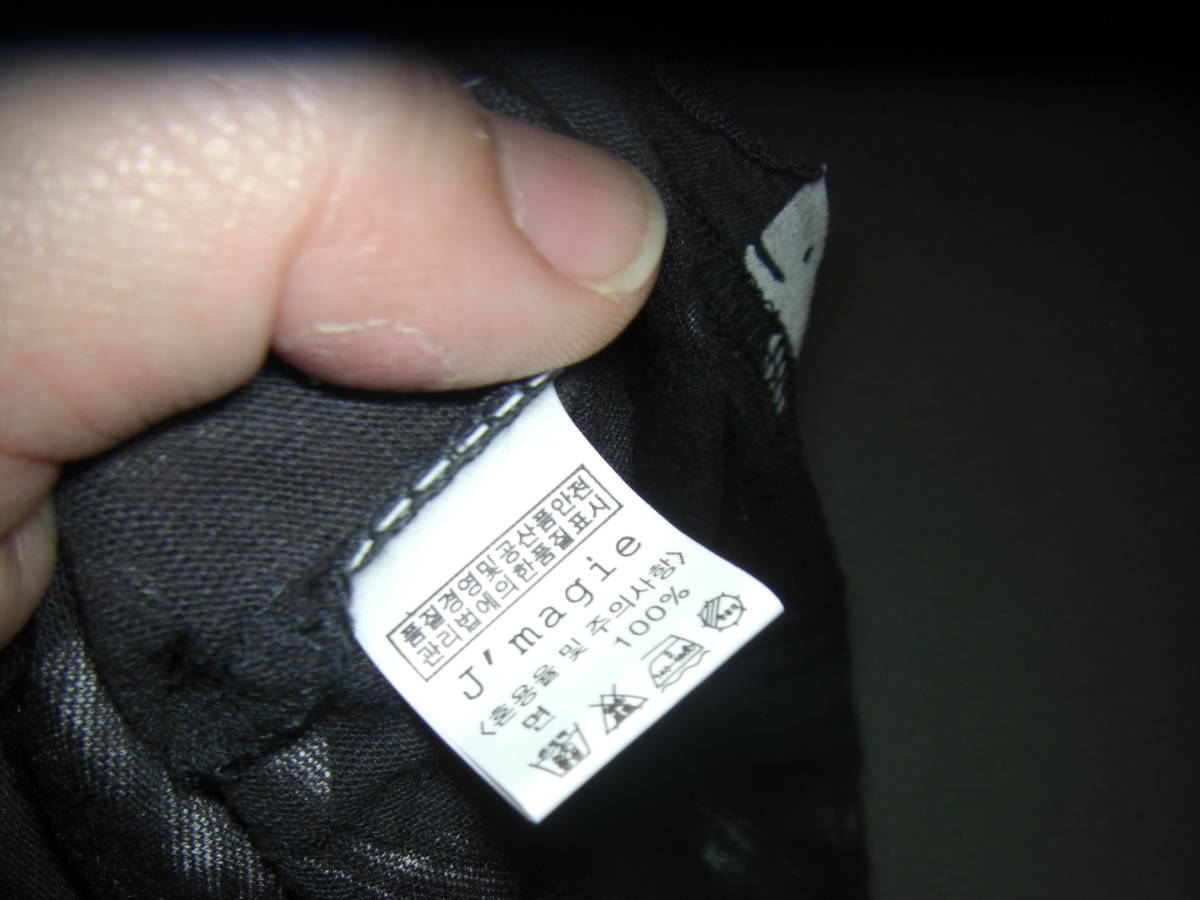 품질경영및공산품안전
관리법에의한품질표시
J'magie
<혼용율 및 주의사항>
면 100%